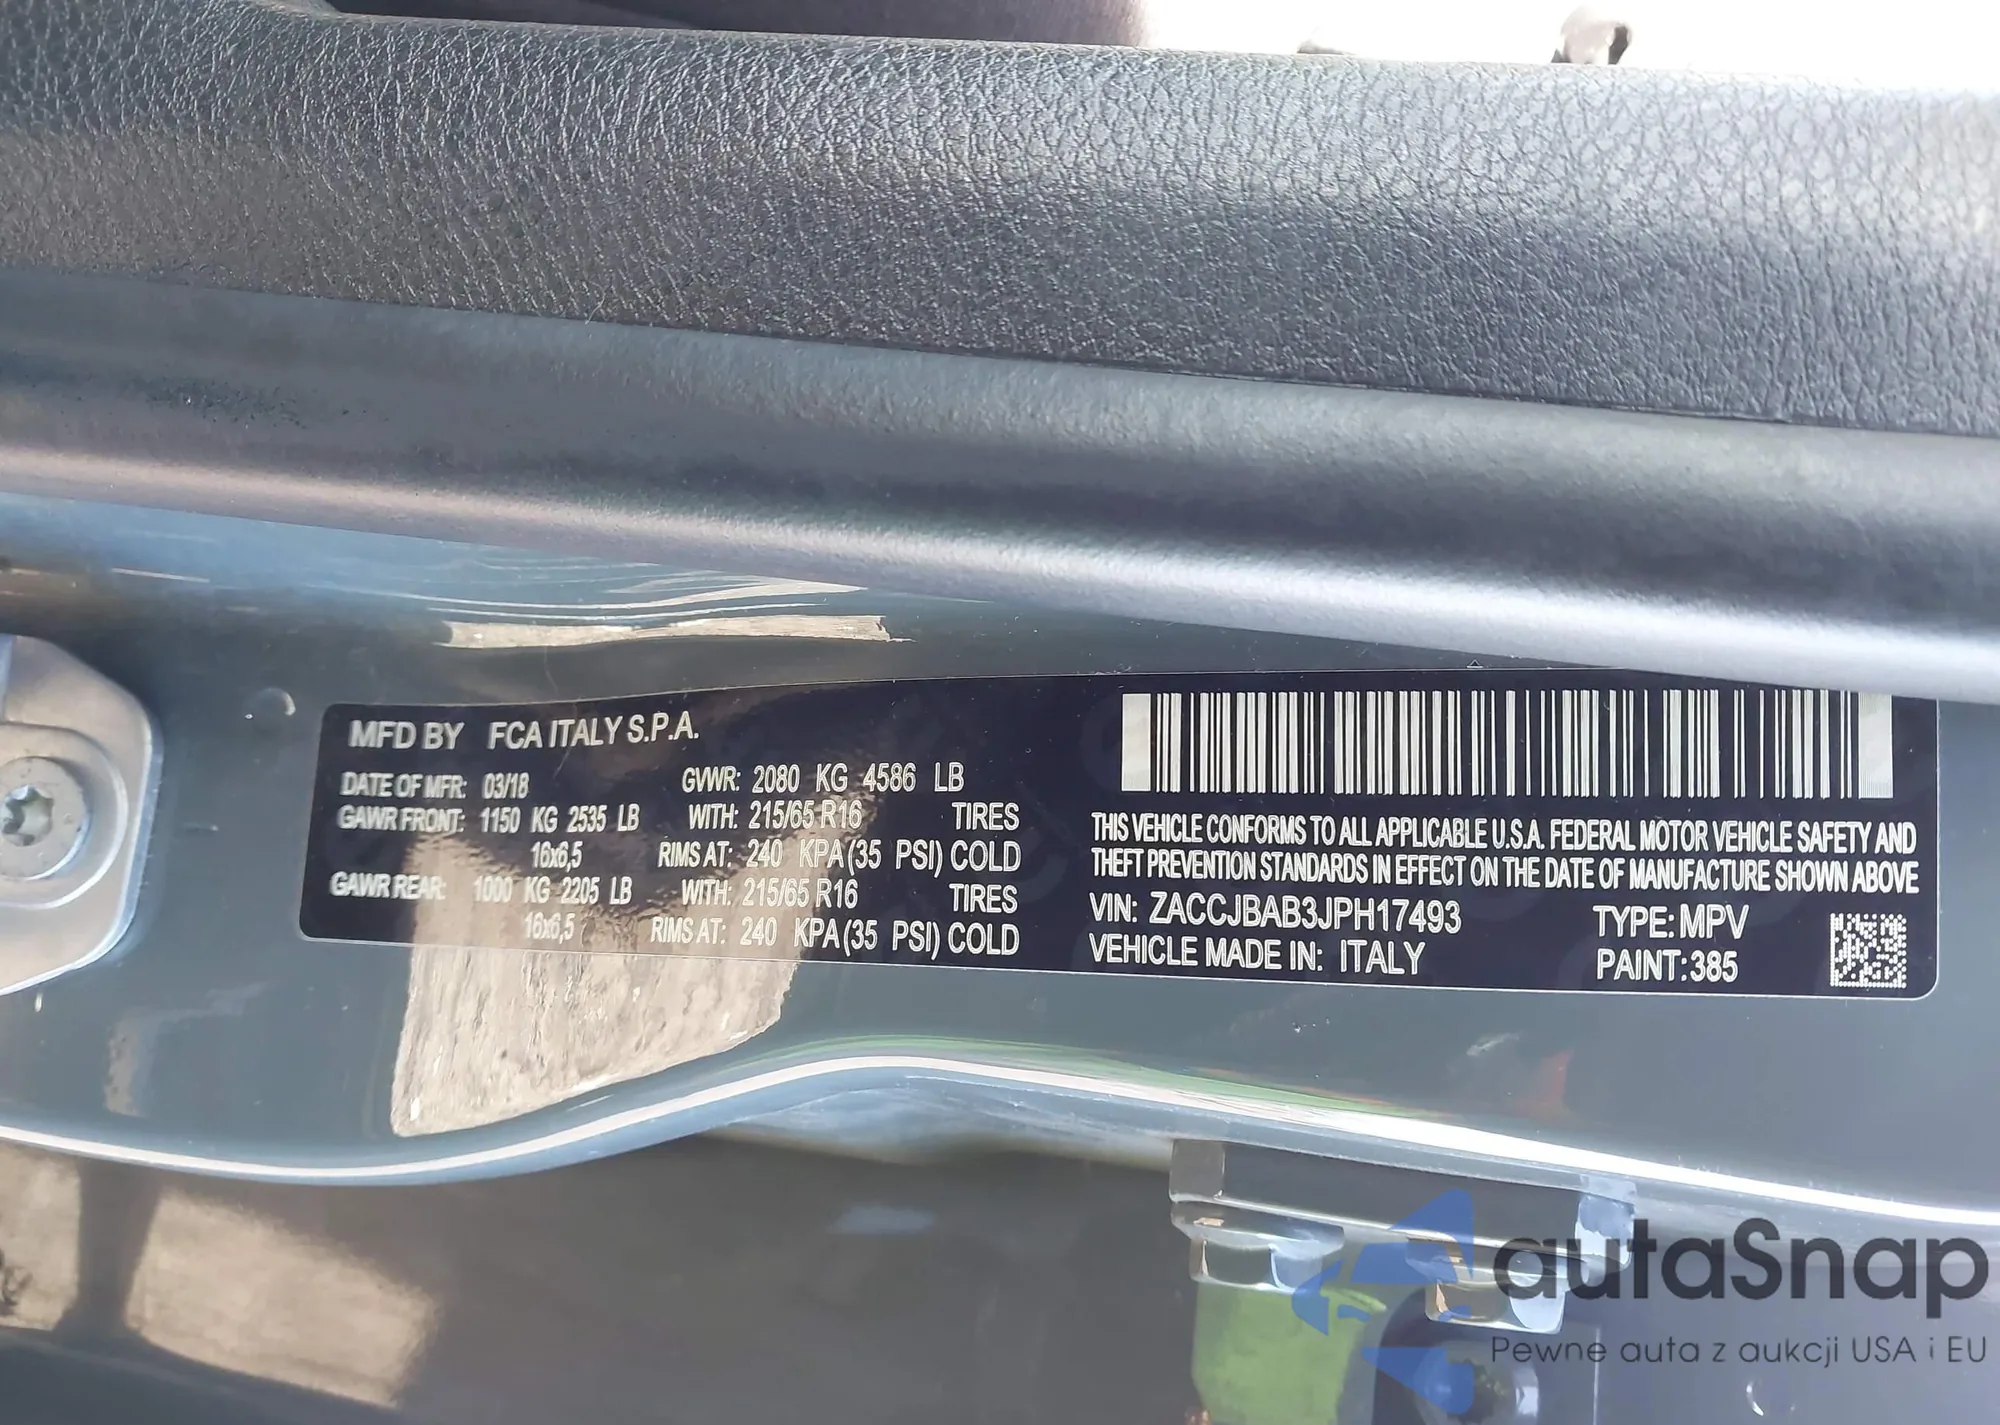 MFD BY FCA ITALY S.P.A.
DATE OF MFR: 03/18 GVWR: 2080 KG 4586 LB
GAWR FRONT: 1150 KG 2535 LB WITH: 215/65 R16 TIRES
16x6,5 RIMS AT: 240 KPA (35 PSI) COLD
GAWR REAR: 1000 KG 2205 LB WITH: 215/65 R16 TIRES
16x6,5 RIMS AT: 240 KPA (35 PSI) COLD
THIS VEHICLE CONFORMS TO ALL APPLICABLE U.S.A. FEDERAL MOTOR VEHICLE SAFETY AND
THEFT PREVENTION STANDARDS IN EFFECT ON THE DATE OF MANUFACTURE SHOWN ABOVE
VIN: ZACCJBAB3JPH17493 TYPE: MPV
VEHICLE MADE IN: ITALY PAINT: 385
autaSnap
Pewne auta z aukcji USA i EU